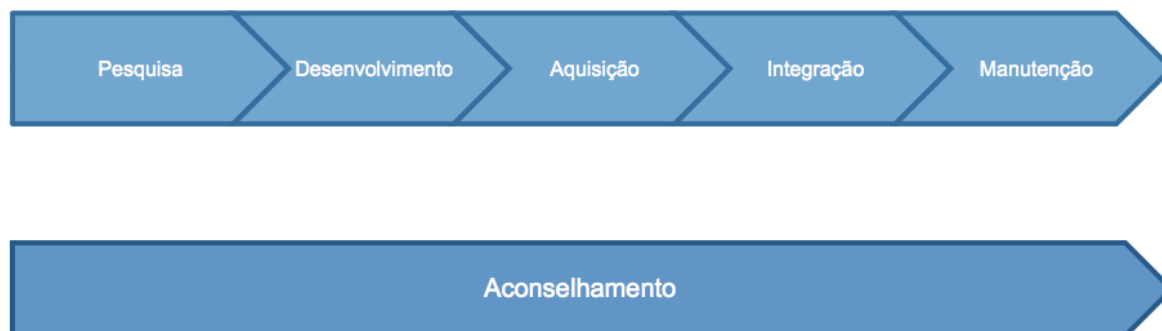 Pesquisa
Desenvolvimento
Aquisição
Integração
Manutenção
Aconselhamento